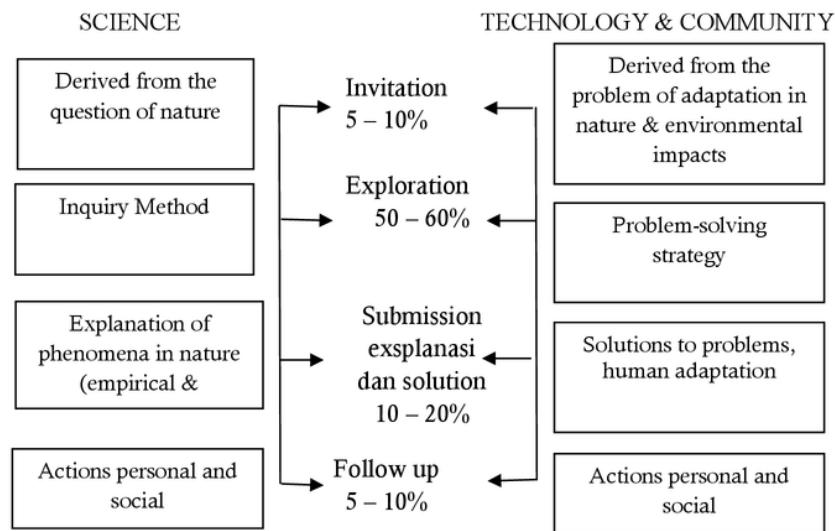 SCIENCE
TECHNOLOGY & COMMUNITY
Derived from the
question of nature
Invitation
5 – 10%
Derived from the
problem of adaptation in
nature & environmental
impacts
Inquiry Method
Exploration
50 – 60%
Problem-solving
strategy
Explanation of
phenomena in nature
(empirical &
Submission
exsplanasi
dan solution
10 – 20%
Solutions to problems,
human adaptation
Actions personal and
social
Follow up
5 – 10%
Actions personal and
social